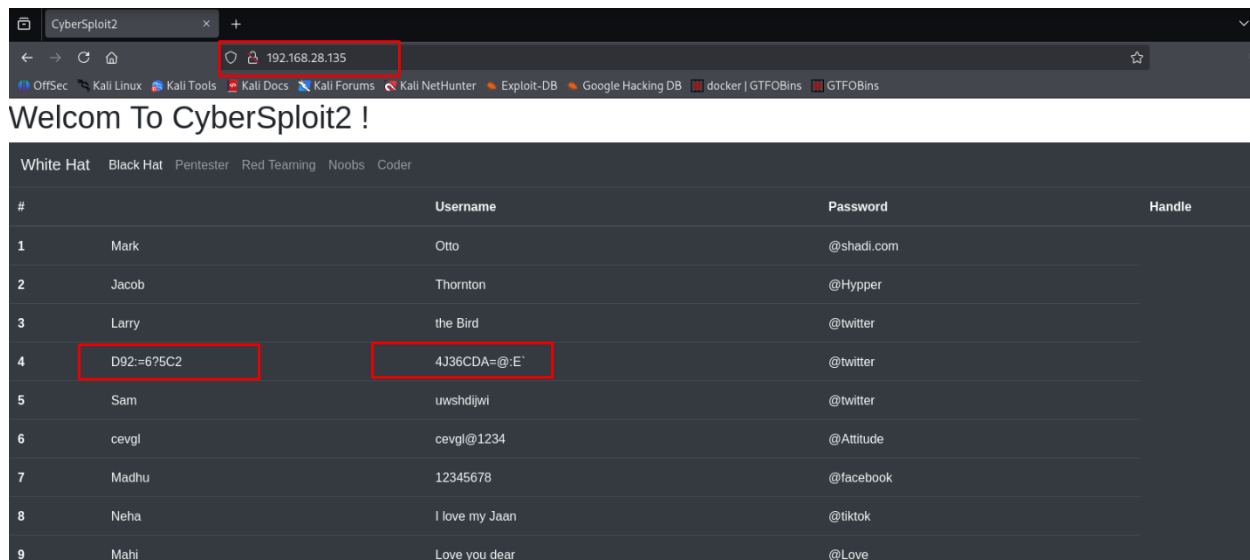 CyberSploit2
192.168.28.135
OffSec Kali Linux Kali Tools Kali Docs Kali Forums Kali NetHunter Exploit-DB Google Hacking DB docker | GTFOBins GTFOBins
Welcom To CyberSploit2 !
White Hat Black Hat Pentester Red Teaming Noobs Coder
# Username Password Handle
1 Mark Otto @shadi.com
2 Jacob Thornton @Hypper
3 Larry the Bird @twitter
4 D92:=6?5C2 4J36CDA=@:E` @twitter
5 Sam uwshdijwi @twitter
6 cevgl cevgl@1234 @Attitude
7 Madhu 12345678 @facebook
8 Neha I love my Jaan @tiktok
9 Mahi Love you dear @Love